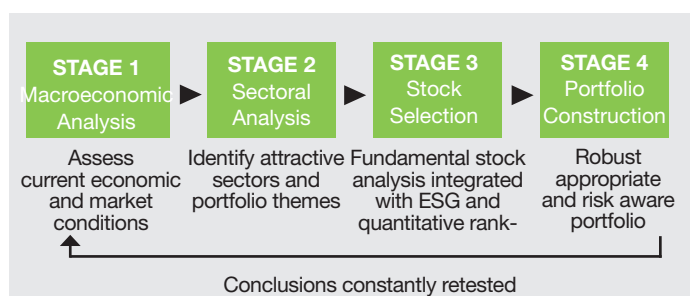 STAGE 1
Macroeconomic
Analysis
STAGE 2
Sectoral
Analysis
STAGE 3
Stock
Selection
STAGE 4
Portfolio
Construction
Assess
current economic
and market
conditions
Identify attractive
sectors and
portfolio themes
Fundamental stock
analysis integrated
with ESG and
quantitative rank-
Robust
appropriate
and risk aware
portfolio
Conclusions constantly retested